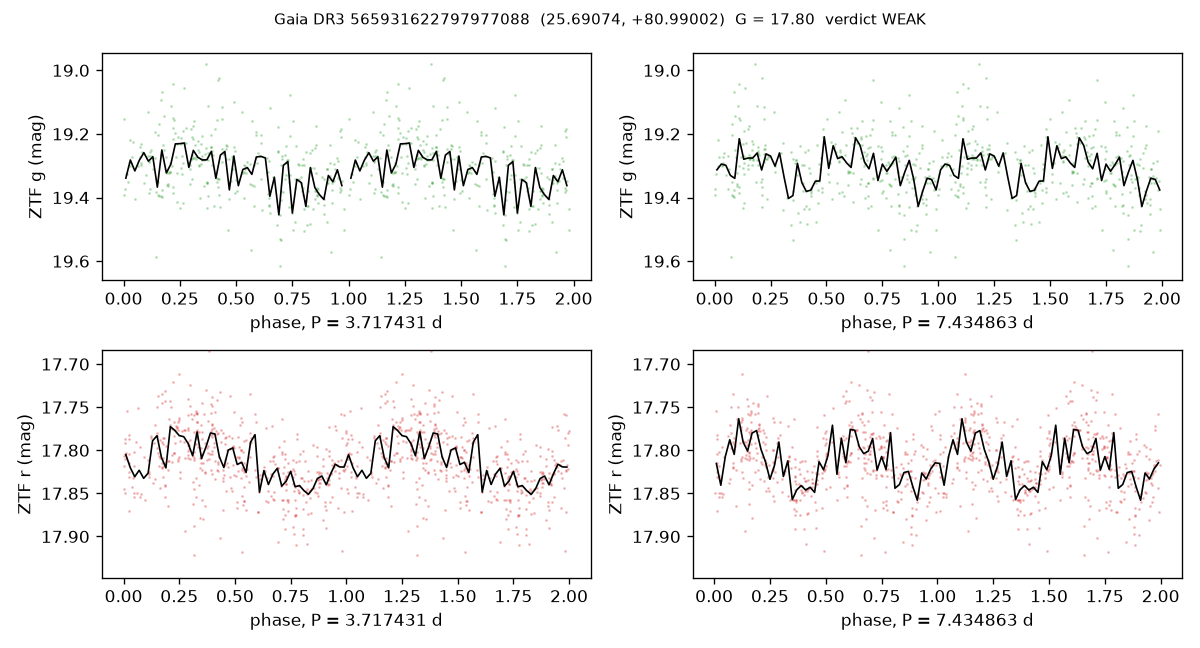 Gaia DR3 565931622797977088 (25.69074, +80.99002) G = 17.80 verdict WEAK
19.0
19.2
19.4
19.6
ZTF g (mag)
0.00 0.25 0.50 0.75 1.00 1.25 1.50 1.75 2.00
phase, P = 3.717431 d
19.0
19.2
19.4
19.6
ZTF g (mag)
0.00 0.25 0.50 0.75 1.00 1.25 1.50 1.75 2.00
phase, P = 7.434863 d
17.70
17.75
17.80
17.85
17.90
ZTF r (mag)
0.00 0.25 0.50 0.75 1.00 1.25 1.50 1.75 2.00
phase, P = 3.717431 d
17.70
17.75
17.80
17.85
17.90
ZTF r (mag)
0.00 0.25 0.50 0.75 1.00 1.25 1.50 1.75 2.00
phase, P = 7.434863 d